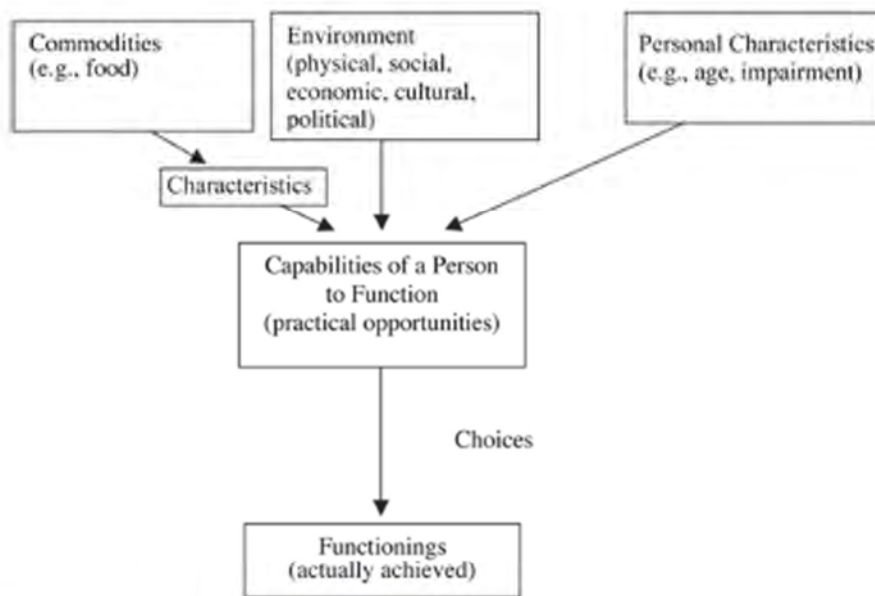 Commodities
(e.g., food)
Environment
(physical, social,
economic, cultural,
political)
Personal Characteristics
(e.g., age, impairment)
Characteristics
Capabilities of a Person
to Function
(practical opportunities)
Choices
Functionings
(actually achieved)